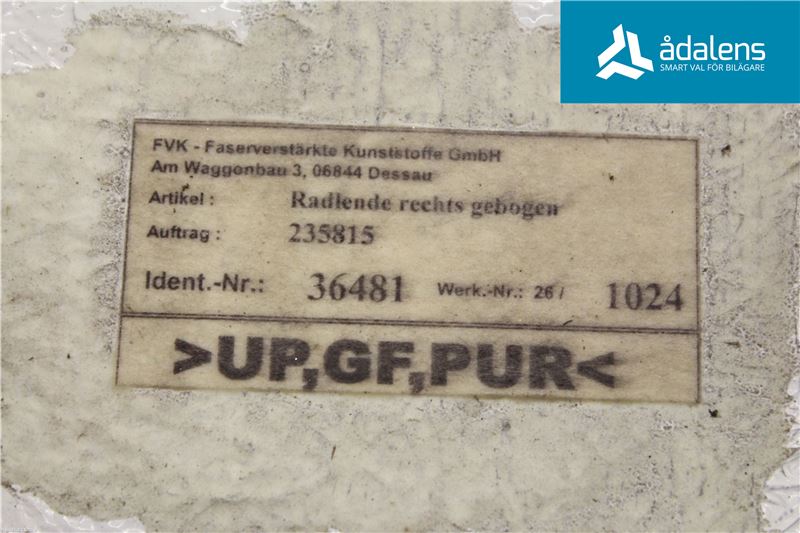 ådalens
SMART VAL FÖR BILÄGARE
FVK - Faserverstärkte Kunststoffe GmbH
Am Waggonbau 3, 06844 Dessau
Artikel : Radlende rechts gebogen
Auftrag : 235815
Ident.-Nr.: 36481 Werk.-Nr.: 26 / 1024
>UP,GF,PUR<